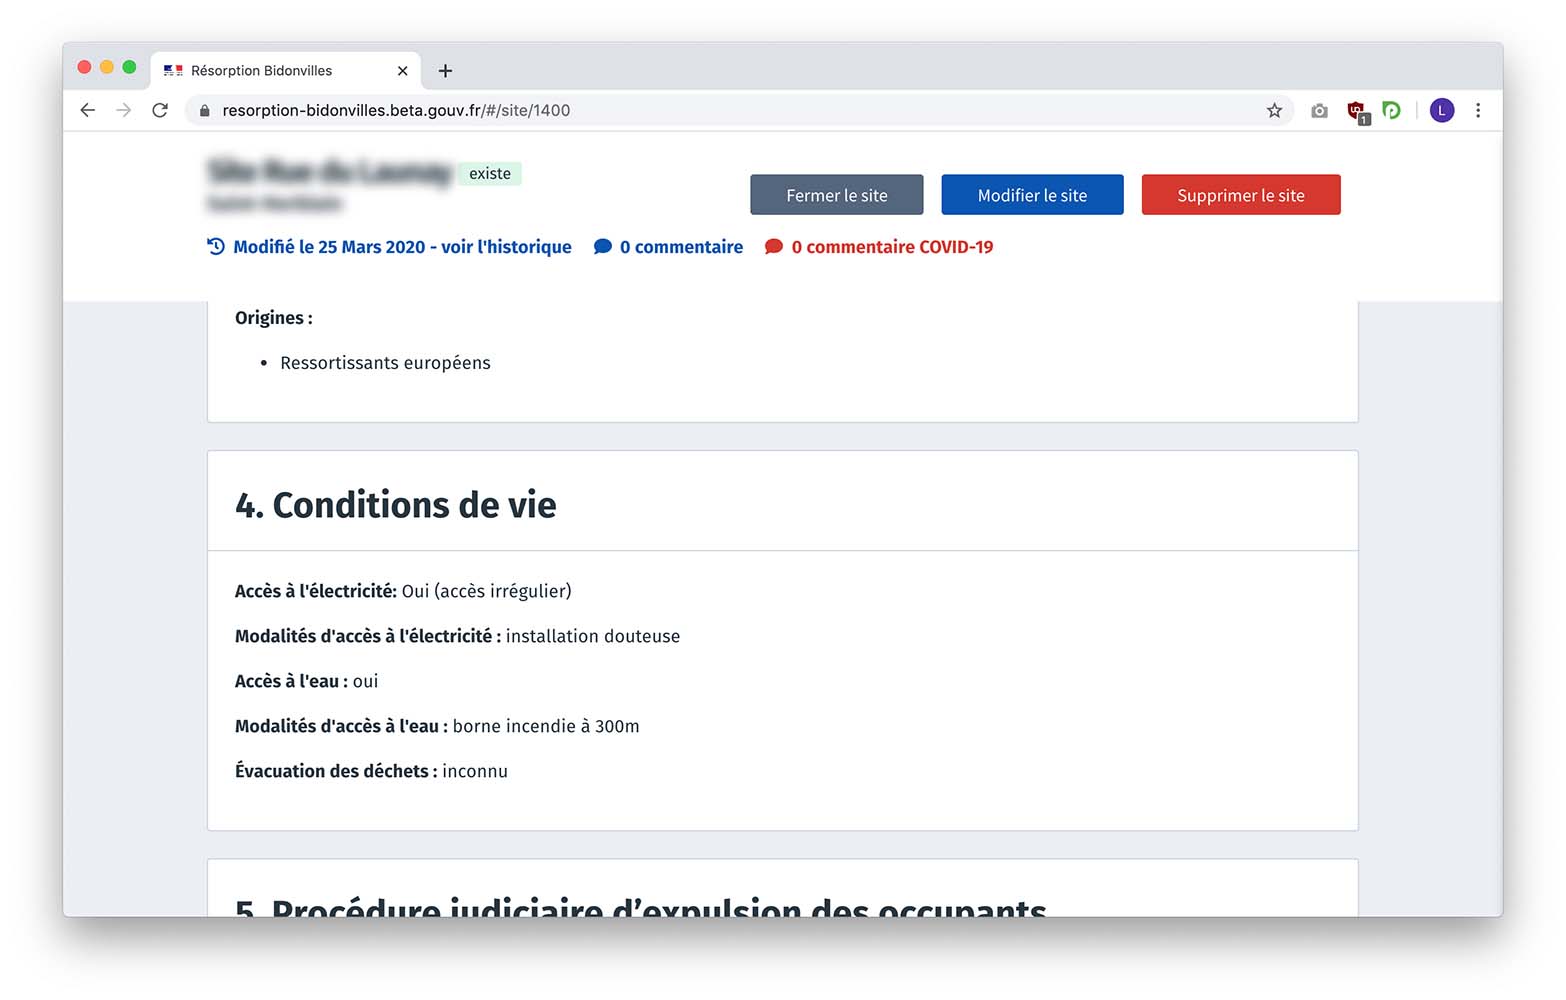 Résorption Bidonvilles
resorption-bidonvilles.beta.gouv.fr/#/site/1400
1
L
existe
Fermer le site
Modifier le site
Supprimer le site
Modifié le 25 Mars 2020 - voir l'historique
0 commentaire
0 commentaire COVID-19
Origines :
• Ressortissants européens
4. Conditions de vie
Accès à l'électricité: Oui (accès irrégulier)
Modalités d'accès à l'électricité : installation douteuse
Accès à l'eau : oui
Modalités d'accès à l'eau : borne incendie à 300m
Évacuation des déchets : inconnu
5. Procédure judiciaire d’expulsion des occupants